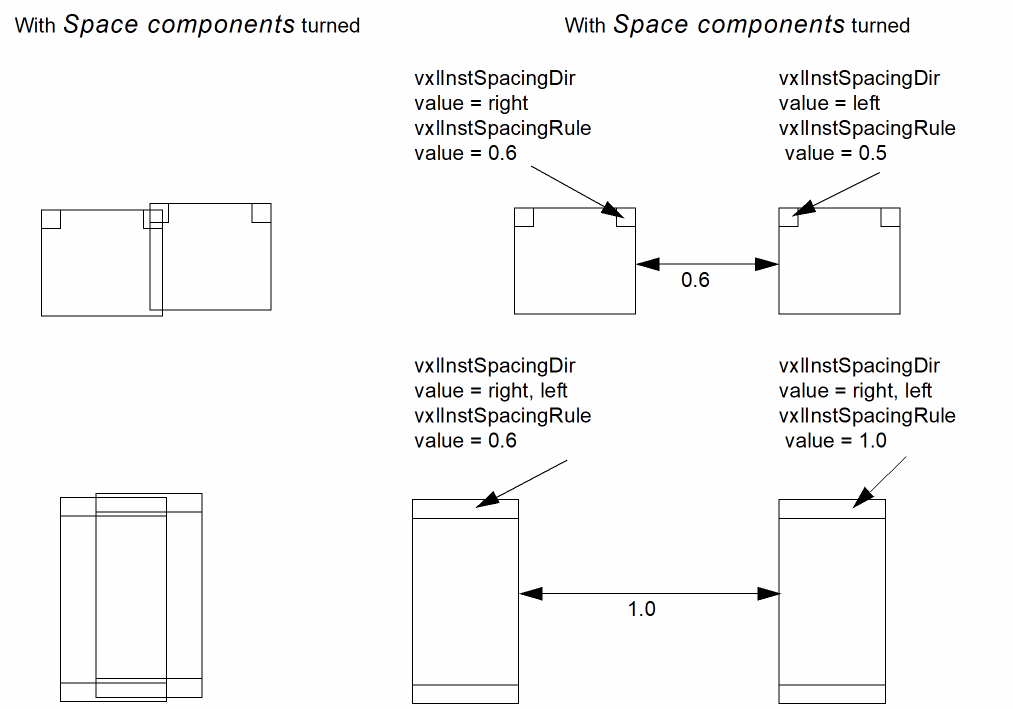 With Space components turned
With Space components turned
vxlInstSpacingDir
value = right
vxlInstSpacingRule
value = 0.6
vxlInstSpacingDir
value = left
vxlInstSpacingRule
value = 0.5
0.6
vxlInstSpacingDir
value = right, left
vxlInstSpacingRule
value = 0.6
vxlInstSpacingDir
value = right, left
vxlInstSpacingRule
value = 1.0
1.0